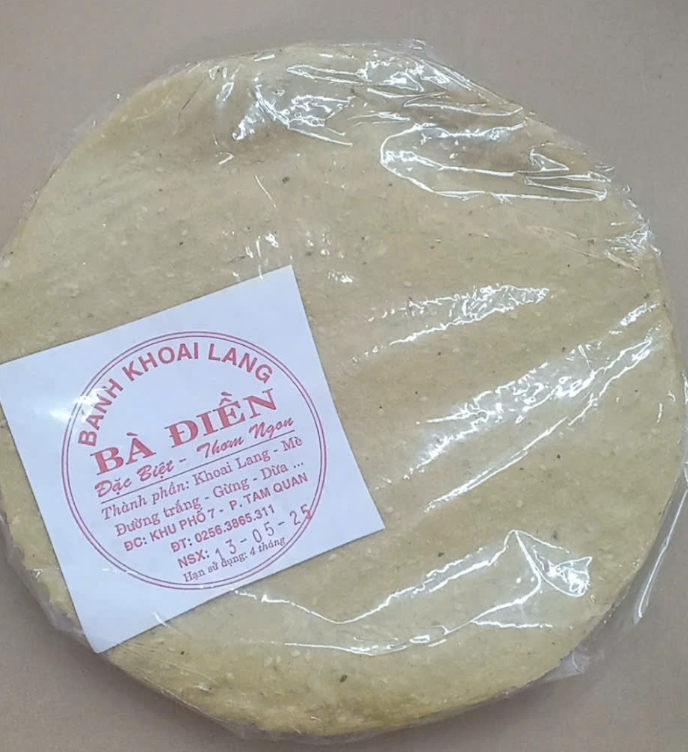 BÁNH KHOAI LANG
BÀ ĐIỀN
Đặc Biệt - Thơm Ngon
Thành phần: Khoai Lang - Mè
Đường trắng - Gừng - Dừa ...
ĐC: KHU PHỐ 7 - P. TAM QUAN
ĐT: 0256.3865.311
NSX: 13-05-25
Hạn sử dụng: 4 tháng